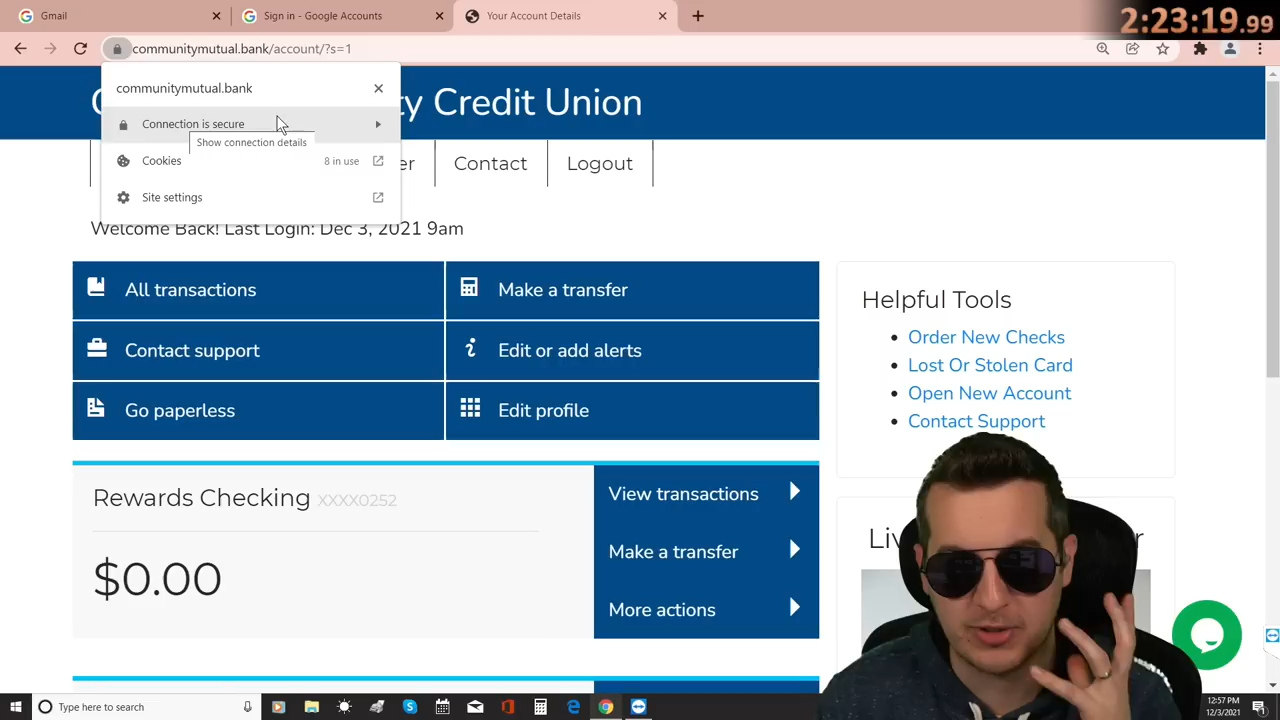 Gmail
Sign in - Google Accounts
Your Account Details
2:23:19.99
communitymutual.bank/account/?s=1
communitymutual.bank
ty Credit Union
Connection is secure
Show connection details
Cookies
8 in use
Site settings
er
Contact
Logout
Welcome Back! Last Login: Dec 3, 2021 9am
All transactions
Make a transfer
Contact support
Edit or add alerts
Go paperless
Edit profile
Helpful Tools
Order New Checks
Lost Or Stolen Card
Open New Account
Contact Support
Rewards Checking XXXX0252
$0.00
View transactions
Make a transfer
More actions
Type here to search
12:57 PM
12/3/2021